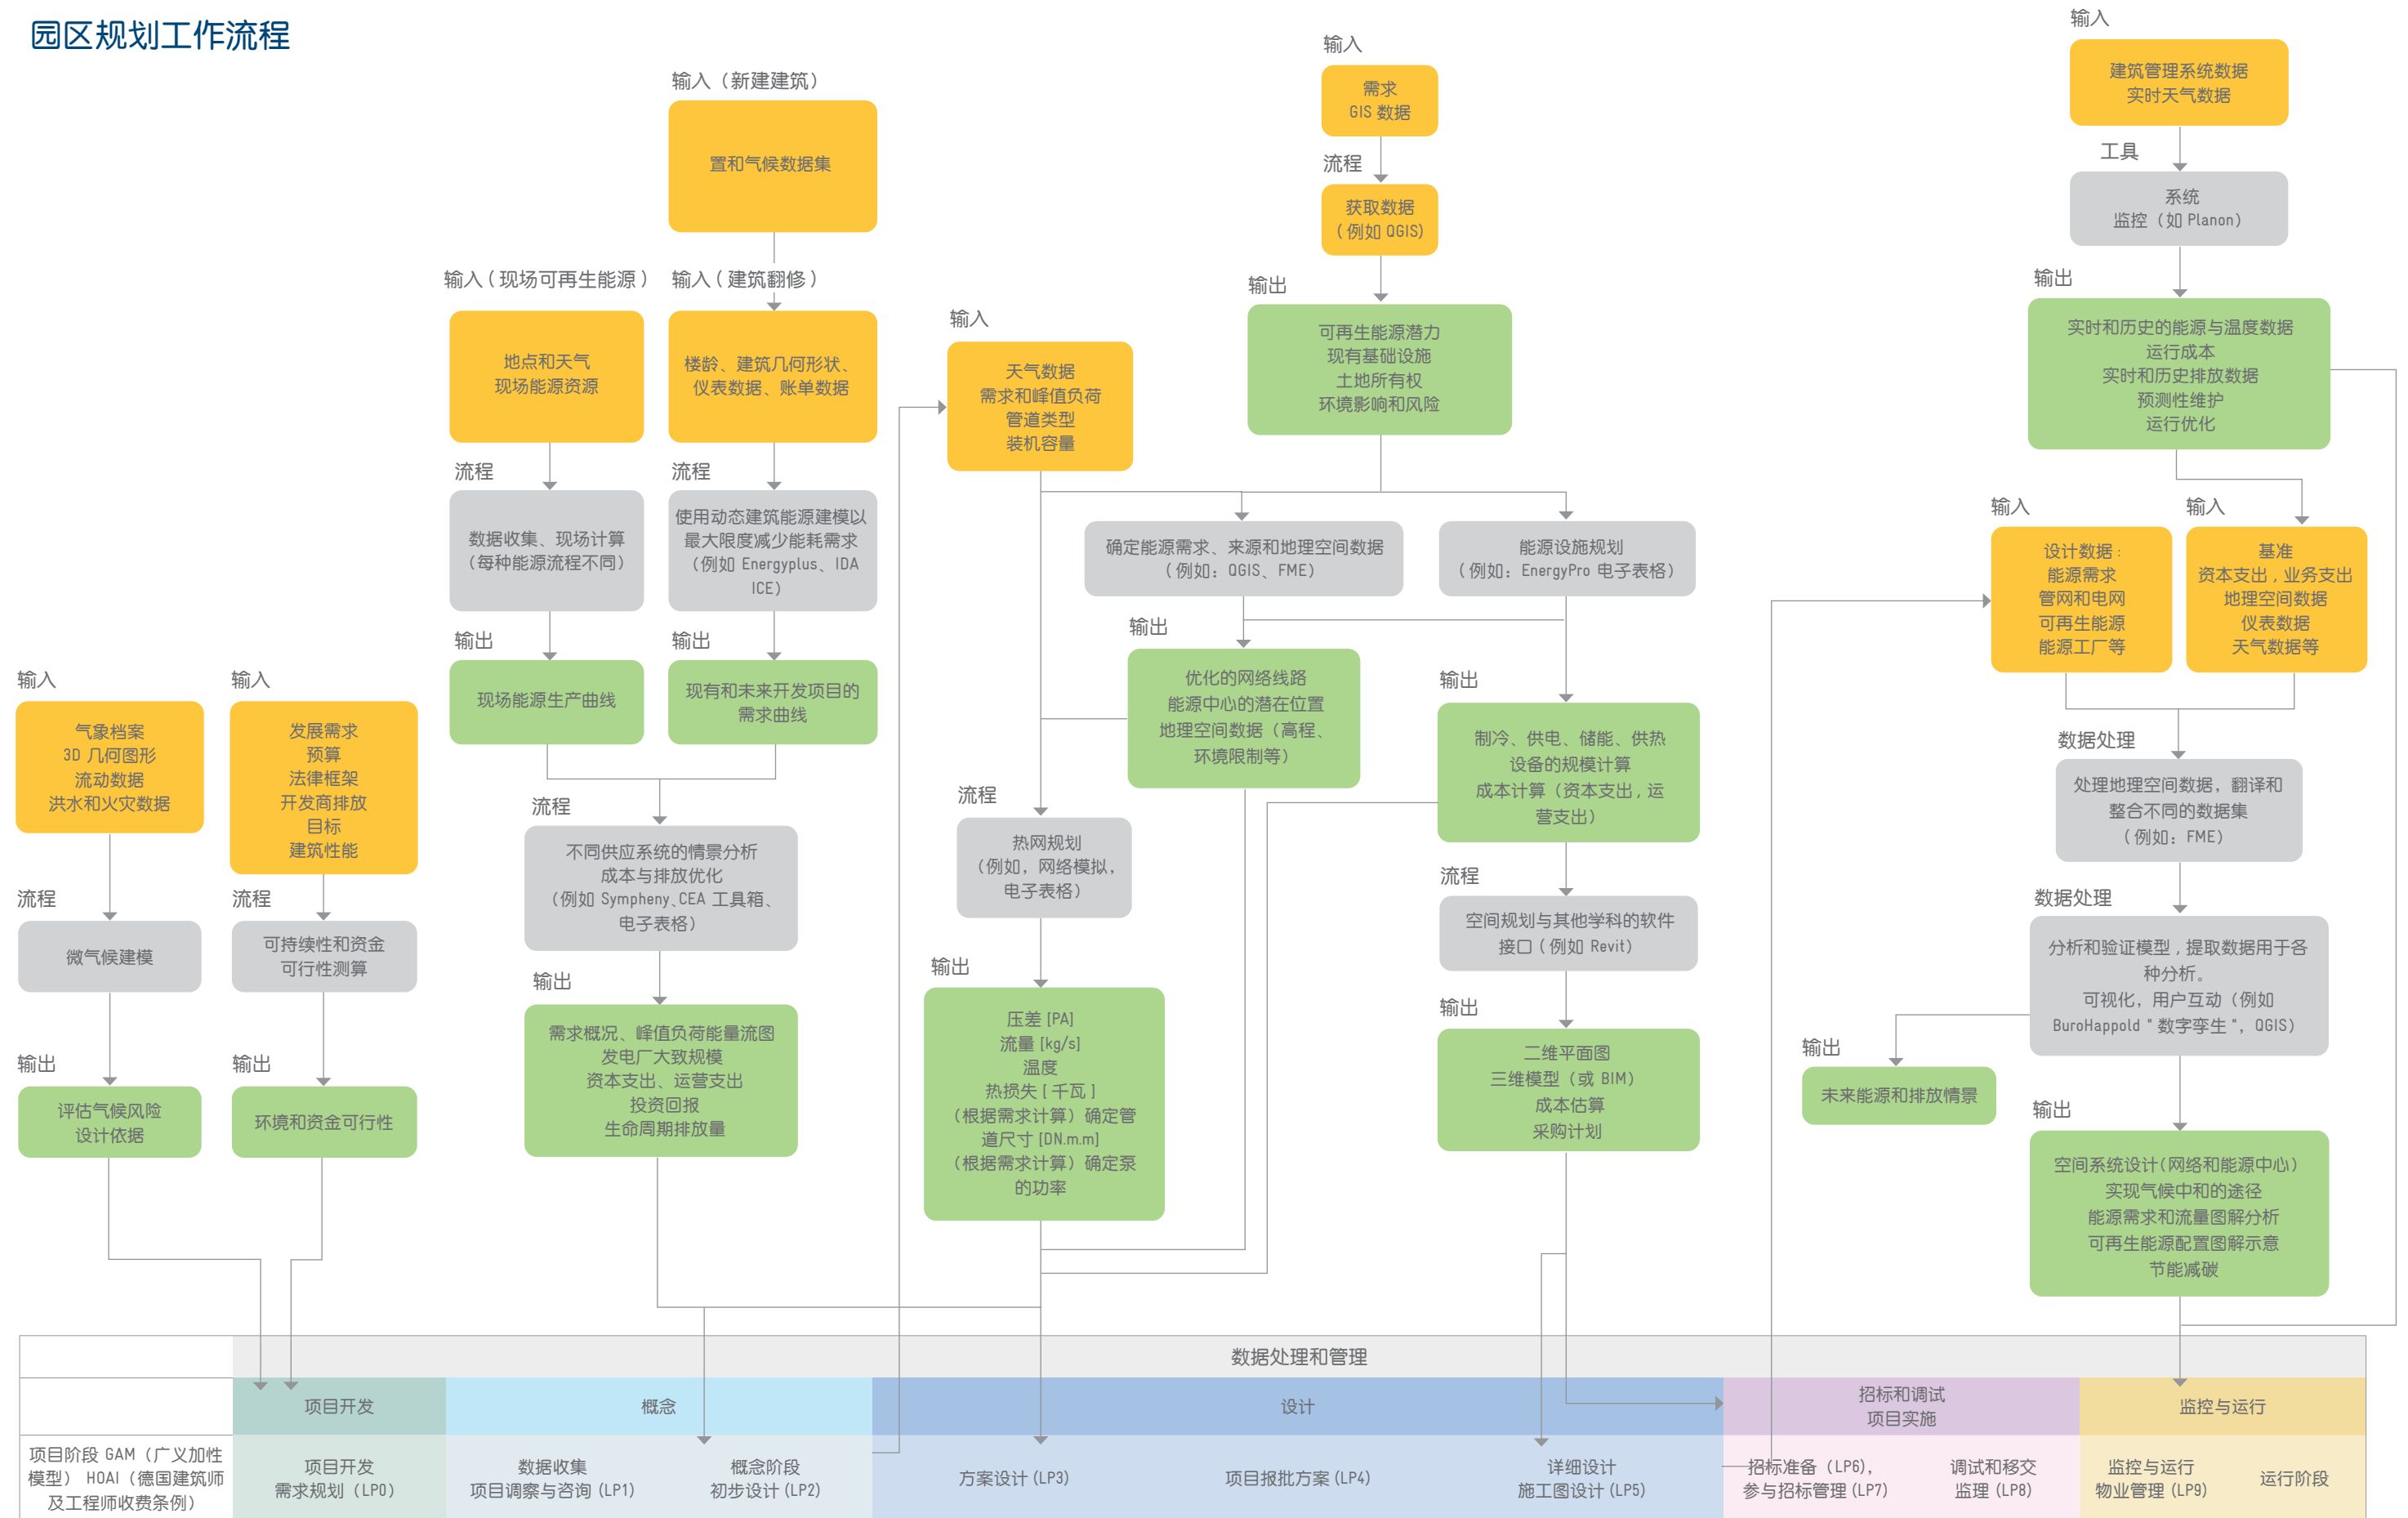 园区规划工作流程
输入
气象档案
3D 几何图形
流动数据
洪水和火灾数据
流程
微气候建模
输出
评估气候风险
设计依据
输入
发展需求
预算
法律框架
开发商排放
目标
建筑性能
流程
可持续性和资金
可行性测算
输出
环境和资金可行性
输入（新建建筑）
置和气候数据集
输入（现场可再生能源）
地点和天气
现场能源资源
流程
数据收集、现场计算
（每种能源流程不同）
输出
现场能源生产曲线
输入（建筑翻修）
楼龄、建筑几何形状、
仪表数据、账单数据
流程
使用动态建筑能源建模以
最大限度减少能耗需求
（例如 Energyplus、IDA
ICE）
输出
现有和未来开发项目的
需求曲线
流程
不同供应系统的情景分析
成本与排放优化
（例如 Sympheny、CEA 工具箱、
电子表格）
输出
需求概况、峰值负荷能量流图
发电厂大致规模
资本支出、运营支出
投资回报
生命周期排放量
输入
天气数据
需求和峰值负荷
管道类型
装机容量
流程
热网规划
（例如，网络模拟，
电子表格）
输出
压差 [PA]
流量 [kg/s]
温度
热损失 [ 千瓦 ]
（根据需求计算）确定管
道尺寸 [DN.m.m]
（根据需求计算）确定泵
的功率
输入
需求
GIS 数据
流程
获取数据
（ 例如 QGIS）
输出
可再生能源潜力
现有基础设施
土地所有权
环境影响和风险
确定能源需求、来源和地理空间数据
（例如：QGIS、FME）
能源设施规划
（例如：EnergyPro 电子表格）
输出
优化的网络线路
能源中心的潜在位置
地理空间数据（高程、
环境限制等）
输出
制冷、供电、储能、供热
设备的规模计算
成本计算（资本支出 , 运
营支出）
流程
空间规划与其他学科的软件
接口（例如 Revit）
输出
二维平面图
三维模型（或 BIM）
成本估算
采购计划
输入
建筑管理系统数据
实时天气数据
工具
系统
监控（如 Planon）
输出
实时和历史的能源与温度数据
运行成本
实时和历史排放数据
预测性维护
运行优化
输入
设计数据 :
能源需求
管网和电网
可再生能源
能源工厂等
输入
基准
资本支出 , 业务支出
地理空间数据
仪表数据
天气数据等
数据处理
处理地理空间数据，翻译和
整合不同的数据集
（例如：FME）
数据处理
分析和验证模型 , 提取数据用于各
种分析。
可视化，用户互动（例如
BuroHappold " 数字孪生 "，QGIS）
输出
未来能源和排放情景
输出
空间系统设计（网络和能源中心）
实现气候中和的途径
能源需求和流量图解分析
可再生能源配置图解示意
节能减碳
数据处理和管理
项目开发
概念
设计
招标和调试
项目实施
监控与运行
项目阶段 GAM（广义加性
模型） HOAI（德国建筑师
及工程师收费条例）
项目开发
需求规划（LP0）
数据收集
项目调察与咨询 (LP1)
概念阶段
初步设计 (LP2)
方案设计 (LP3)
项目报批方案 (LP4)
详细设计
施工图设计 (LP5)
招标准备（LP6），
参与招标管理 (LP7)
调试和移交
监理 (LP8)
监控与运行
物业管理 (LP9)
运行阶段